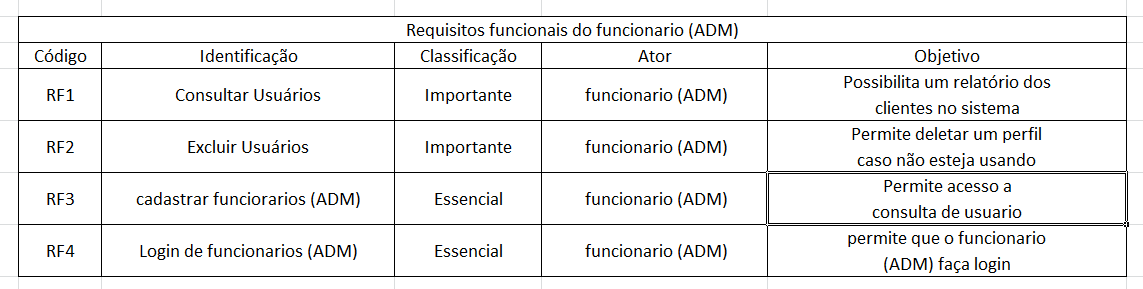 Requisitos funcionais do funcionario (ADM)
Código Identificação Classificação Ator Objetivo
RF1 Consultar Usuários Importante funcionario (ADM) Possibilita um relatório dos
clientes no sistema
RF2 Excluir Usuários Importante funcionario (ADM) Permite deletar um perfil
caso não esteja usando
RF3 cadastrar funciorarios (ADM) Essencial funcionario (ADM) Permite acesso a
consulta de usuario
RF4 Login de funcionarios (ADM) Essencial funcionario (ADM) permite que o funcionario
(ADM) faça login